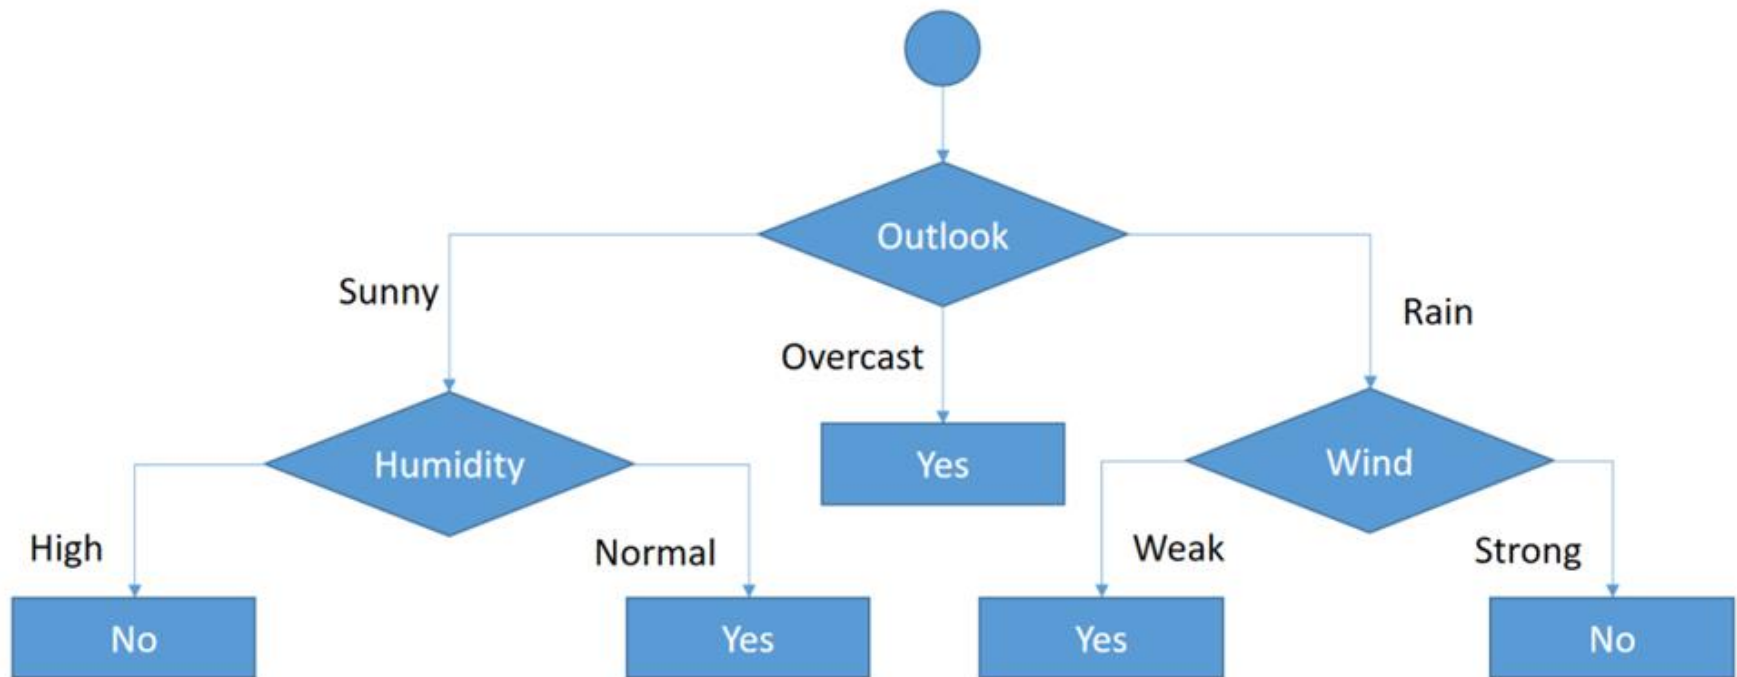 Outlook
Sunny
Rain
Overcast
Humidity
Yes
Wind
High
Normal
Weak
Strong
No
Yes
Yes
No